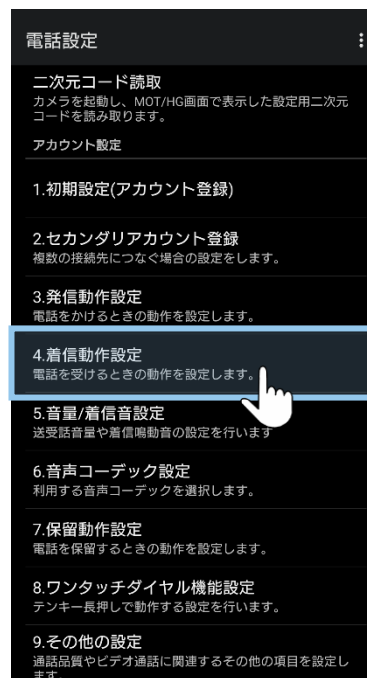 電話設定
二次元コード読取
カメラを起動し、MOT/HG画面で表示した設定用二次元
コードを読み取ります。
アカウント設定
1.初期設定(アカウント登録)
2.セカンダリアカウント登録
複数の接続先につなぐ場合の設定をします。
3.発信動作設定
電話をかけるときの動作を設定します。
4.着信動作設定
電話を受けるときの動作を設定します。
5.音量/着信音設定
送受話音量や着信鳴動音の設定を行います
6.音声コーデック設定
利用する音声コーデックを選択します。
7.保留動作設定
電話を保留するときの動作を設定します。
8.ワンタッチダイヤル機能設定
テンキー長押しで動作する設定を行います。
9.その他の設定
通話品質やビデオ通話に関連するその他の項目を設定し
ます。